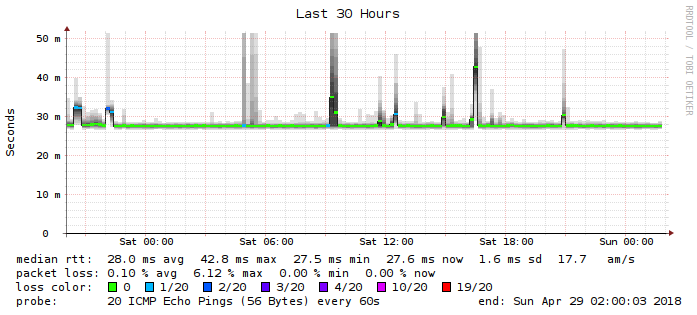 Last 30 Hours
RRDTOOL / TOBI OETIKER
Seconds
50 m
40 m
30 m
20 m
10 m
0
Sat 00:00 Sat 06:00 Sat 12:00 Sat 18:00 Sun 00:00
median rtt: 28.0 ms avg 42.8 ms max 27.5 ms min 27.6 ms now 1.6 ms sd 17.7 am/s
packet loss: 0.10 % avg 6.12 % max 0.00 % min 0.00 % now
loss color: 0 1/20 2/20 3/20 4/20 10/20 19/20
probe: 20 ICMP Echo Pings (56 Bytes) every 60s end: Sun Apr 29 02:00:03 2018